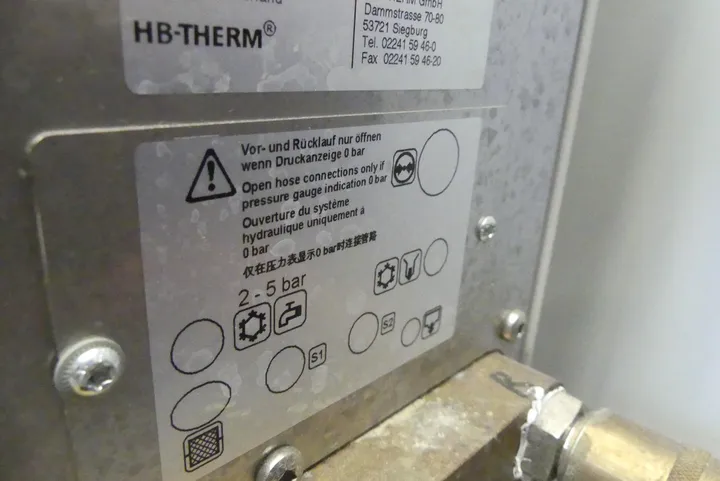 HB-THERM®
Dammstrasse 70-80
53721 Siegburg
Tel. 02241 59 46-0
Fax 02241 59 46-20
Vor- und Rücklauf nur öffnen
wenn Druckanzeige 0 bar
Open hose connections only if
pressure gauge indication 0 bar
Ouverture du système
hydraulique uniquement à
0 bar
仅在压力表显示0 bar时连接管路
2 - 5 bar
S1
S2
R